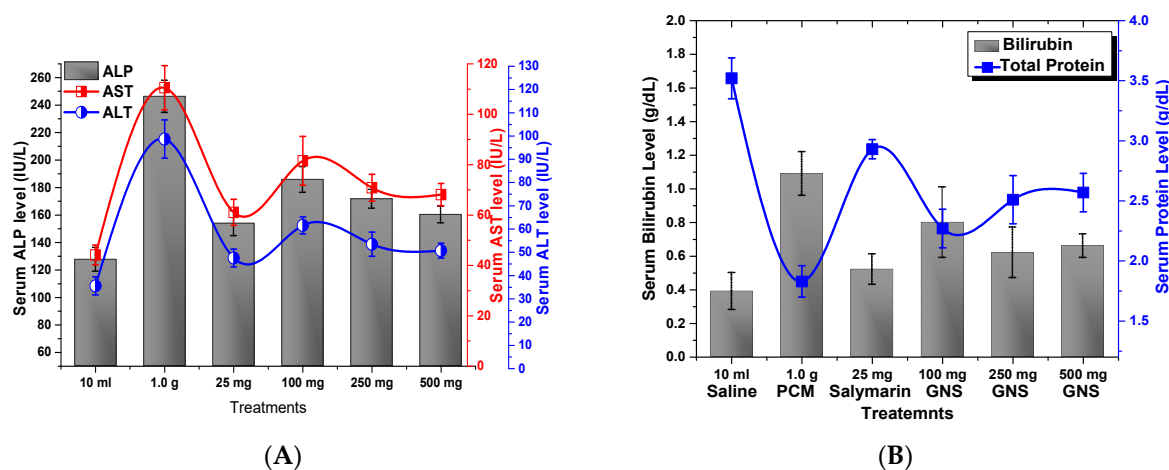 ALP
AST
ALT
Serum ALP level (IU/L)
260
240
220
200
180
160
140
120
100
80
60
120
100
80
60
40
20
0
Serum AST level (IU/L)
Serum ALT level (IU/L)
130
120
110
100
90
80
70
60
50
40
30
20
10
0
10 ml 1.0 g 25 mg 100 mg 250 mg 500 mg
Treatments
(A)
B)
Bilirubin
Total Protein
Serum Bilirubin Level (g/dL)
2.0
1.8
1.6
1.4
1.2
1.0
0.8
0.6
0.4
0.2
0.0
4.0
3.5
3.0
2.5
2.0
1.5
Serum Protein Level (g/dL)
10 ml 1.0 g 25 mg 100 mg 250 mg 500 mg
Saline PCM Salymarin GNS GNS GNS
Treatemnts
(B)